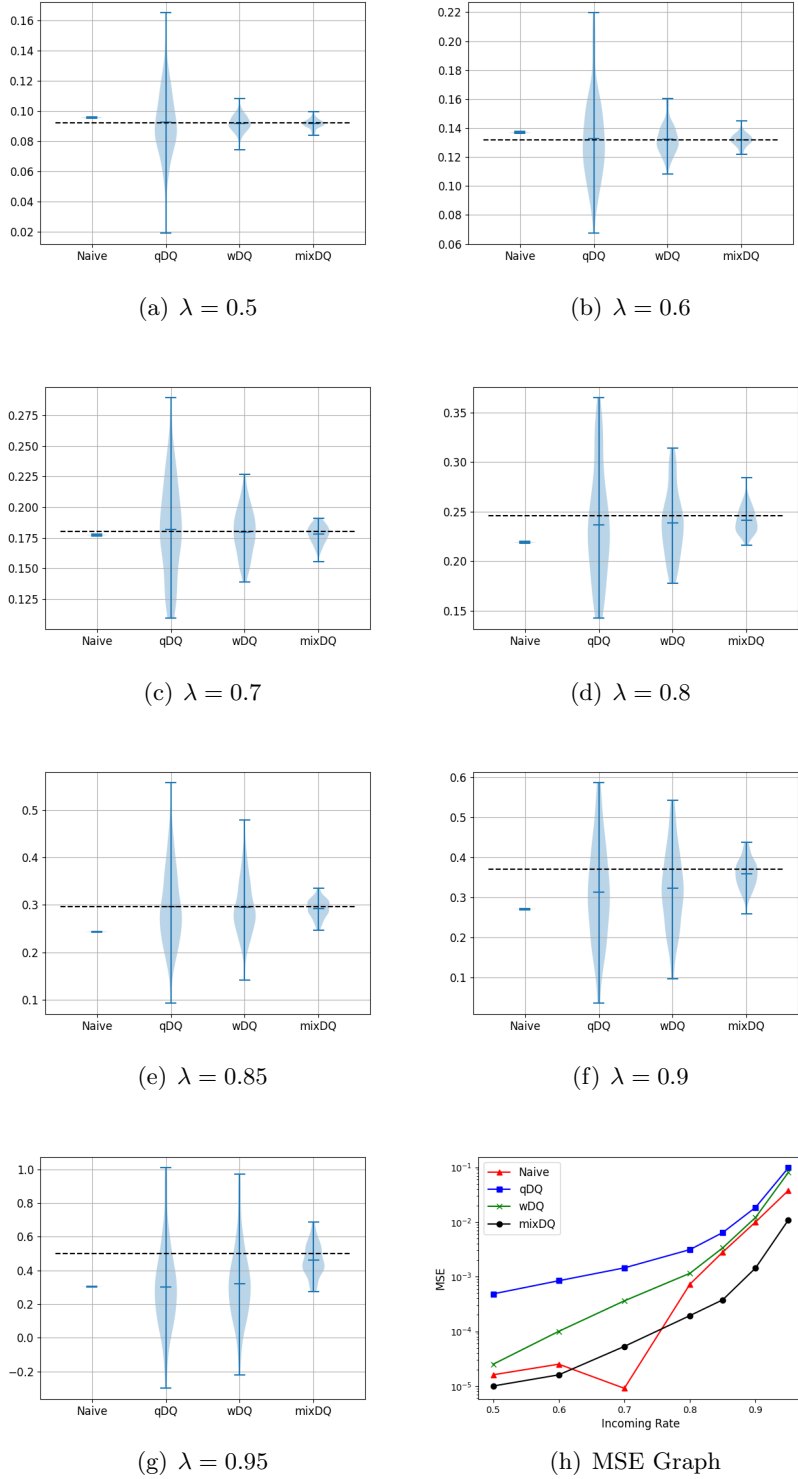 0.16
0.14
0.12
0.10
0.08
0.06
0.04
0.02
Naive qDQ wDQ mixDQ
(a) λ = 0.5
0.22
0.20
0.18
0.16
0.14
0.12
0.10
0.08
0.06
Naive qDQ wDQ mixDQ
(b) λ = 0.6
0.275
0.250
0.225
0.200
0.175
0.150
0.125
Naive qDQ wDQ mixDQ
(c) λ = 0.7
0.35
0.30
0.25
0.20
0.15
Naive qDQ wDQ mixDQ
(d) λ = 0.8
0.5
0.4
0.3
0.2
0.1
Naive qDQ wDQ mixDQ
(e) λ = 0.85
0.6
0.5
0.4
0.3
0.2
0.1
Naive qDQ wDQ mixDQ
(f) λ = 0.9
1.0
0.8
0.6
0.4
0.2
0.0
−0.2
Naive qDQ wDQ mixDQ
(g) λ = 0.95
Naive
qDQ
wDQ
mixDQ
MSE
10⁻¹
10⁻²
10⁻³
10⁻⁴
10⁻⁵
0.5 0.6 0.7 0.8 0.9
Incoming Rate
(h) MSE Graph